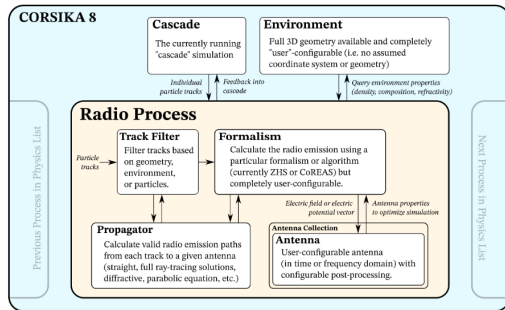 CORSIKA 8
Cascade
The currently running
"cascade" simulation
Environment
Full 3D geometry available and completely
"user"-configurable (i.e. no assumed
coordinate system or geometry)
Individual
particle tracks
Feedback into
cascade
Query environment properties
(density, composition, refractivity)
Previous Process in Physics List
Radio Process
Particle
tracks
Track Filter
Filter tracks based
on geometry,
environment,
or particles.
Formalism
Calculate the radio emission using a
particular formalism or algorithm
(currently ZHS or CoREAS) but
completely user-configurable.
Electric field or electric
potential vector
Antenna properties
to optimize simulation
Propagator
Calculate valid radio emission paths
from each track to a given antenna
(straight, full ray-tracing solutions,
diffractive, parabolic equation, etc.)
Antenna Collection
Antenna
User-configurable antenna
(in time or frequency domain) with
configurable post-processing.
Next Process in Physics List